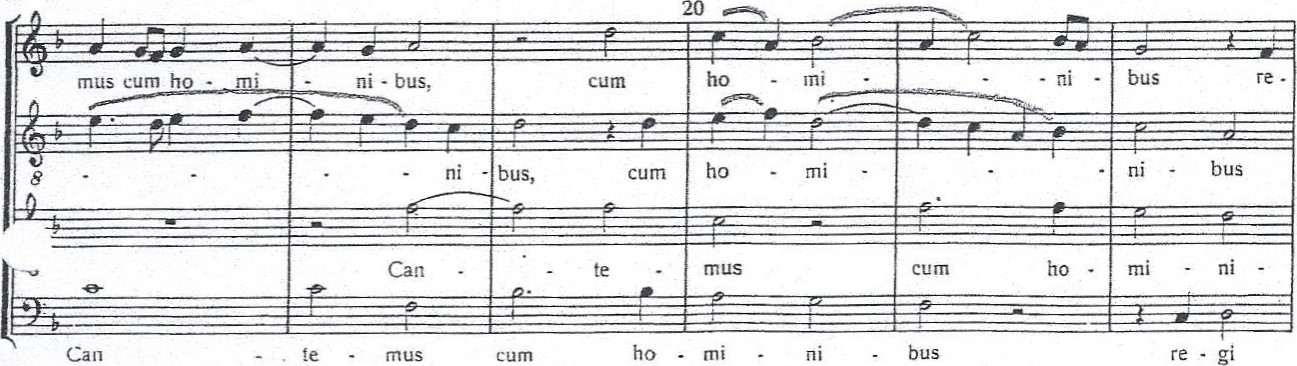 20
mus cum ho - mi - ni - bus, cum ho - mi - - - ni - bus re -
8 - - - - ni - bus, cum ho - mi - - - ni - bus
Can - - te - mus cum ho - mi - ni -
Can - te - mus cum ho - mi - ni - bus re - gi